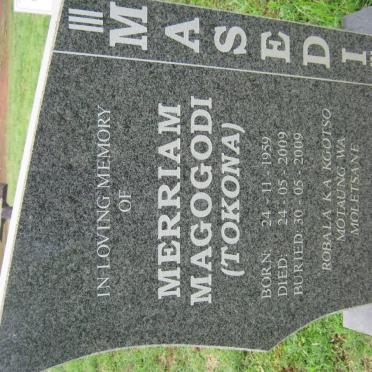 MASEDI
IN LOVING MEMORY
OF
MERRIAM
MAGOGODI
(TOKONA)
BORN: 24 - 11 - 1959
DIED: 24 - 05 - 2009
BURIED: 30 - 05 - 2009
ROBALA KA KGOTSO
MOTAUNG WA
MOLETSANE